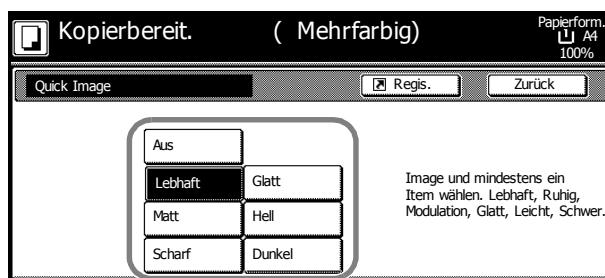 Kopierbereit. ( Mehrfarbig)
Papierform.
A4
100%
Quick Image
Regis.
Zurück
Aus
Lebhaft Glatt
Matt Hell
Scharf Dunkel
Image und mindestens ein
Item wählen. Lebhaft, Ruhig,
Modulation, Glatt, Leicht, Schwer.